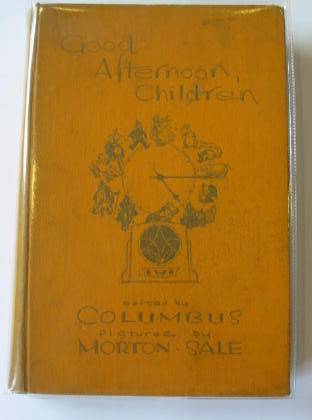 Good
Afternoon,
Children
edited by
COLUMBUS
pictured by
MORTON · SALE